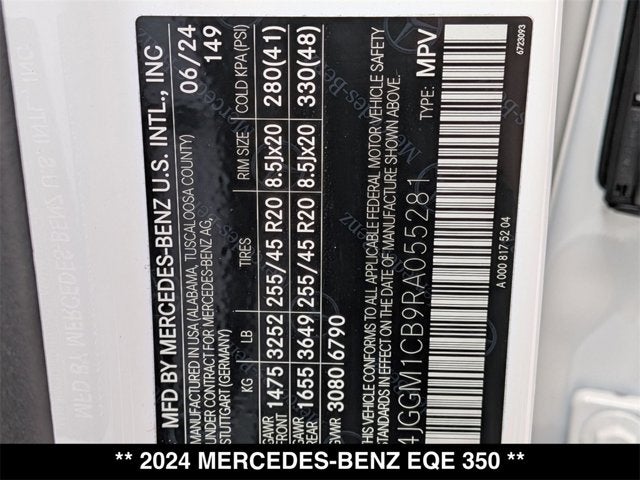 MFD BY MERCEDES-BENZ U.S. INTL., INC
06/24
149
MANUFACTURED IN USA (ALABAMA, TUSCALOOSA COUNTY)
UNDER CONTRACT FOR MERCEDES-BENZ AG,
STUTTGART (GERMANY)
KG LB TIRES RIM SIZE COLD KPA (PSI)
GAWR FRONT 1475 3252 255/45 R20 8.5Jx20 280(41)
GAWR REAR 1655 3649 255/45 R20 8.5Jx20 330(48)
GVWR 3080 6790
THIS VEHICLE CONFORMS TO ALL APPLICABLE FEDERAL MOTOR VEHICLE SAFETY
STANDARDS IN EFFECT ON THE DATE OF MANUFACTURE SHOWN ABOVE.
4JGGM1CB9RA055281 TYPE: MPV
A 000 817 52 04
6723093
** 2024 MERCEDES-BENZ EQE 350 **